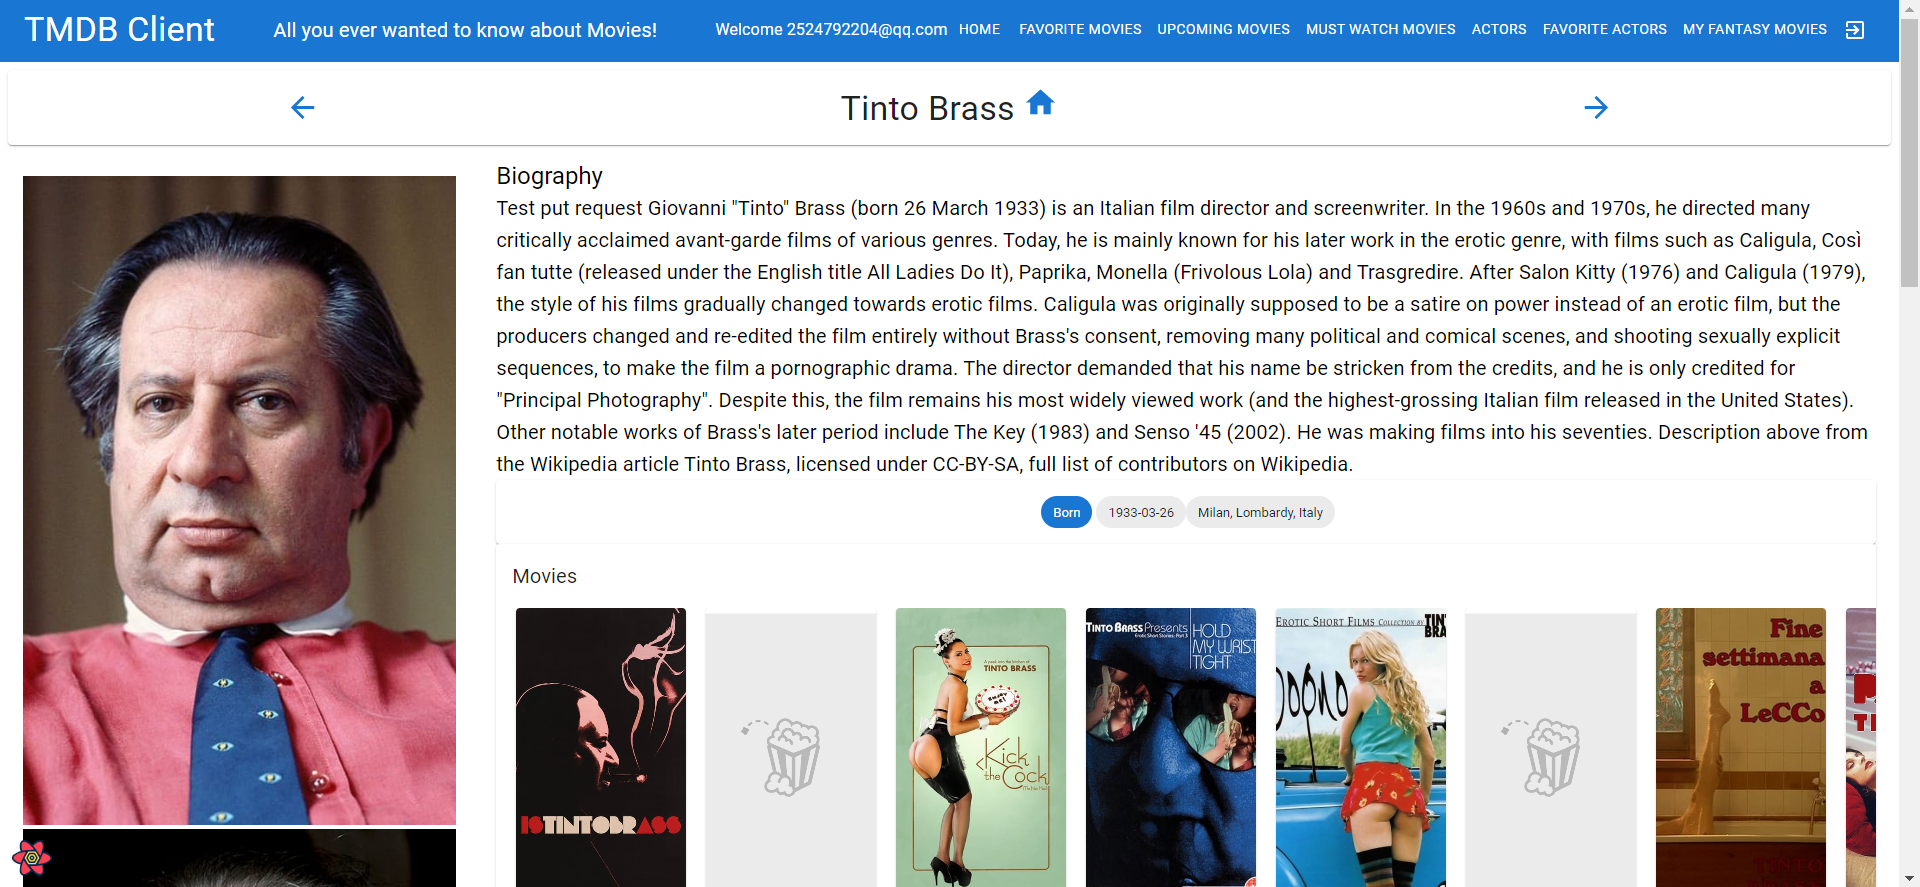 TMDB Client
All you ever wanted to know about Movies!
Welcome 2524792204@qq.com
HOME
FAVORITE MOVIES
UPCOMING MOVIES
MUST WATCH MOVIES
ACTORS
FAVORITE ACTORS
MY FANTASY MOVIES
Tinto Brass
Biography
Test put request Giovanni "Tinto" Brass (born 26 March 1933) is an Italian film director and screenwriter. In the 1960s and 1970s, he directed many
critically acclaimed avant-garde films of various genres. Today, he is mainly known for his later work in the erotic genre, with films such as Caligula, Così
fan tutte (released under the English title All Ladies Do It), Paprika, Monella (Frivolous Lola) and Trasgredire. After Salon Kitty (1976) and Caligula (1979),
the style of his films gradually changed towards erotic films. Caligula was originally supposed to be a satire on power instead of an erotic film, but the
producers changed and re-edited the film entirely without Brass's consent, removing many political and comical scenes, and shooting sexually explicit
sequences, to make the film a pornographic drama. The director demanded that his name be stricken from the credits, and he is only credited for
"Principal Photography". Despite this, the film remains his most widely viewed work (and the highest-grossing Italian film released in the United States).
Other notable works of Brass's later period include The Key (1983) and Senso '45 (2002). He was making films into his seventies. Description above from
the Wikipedia article Tinto Brass, licensed under CC-BY-SA, full list of contributors on Wikipedia.
Born
1933-03-26
Milan, Lombardy, Italy
Movies
ISTINTOBRASS
A peek into the kitchen of
TINTO BRASS
Kick
the Cock
TINTO BRASS Presents
Erotic Short Stories: Part 3
HOLD
MY WRIST
TIGHT
EROTIC SHORT FILMS COLLECTION BY TIN
BRA
Fine
settimana
a
LeCCo
TINTO